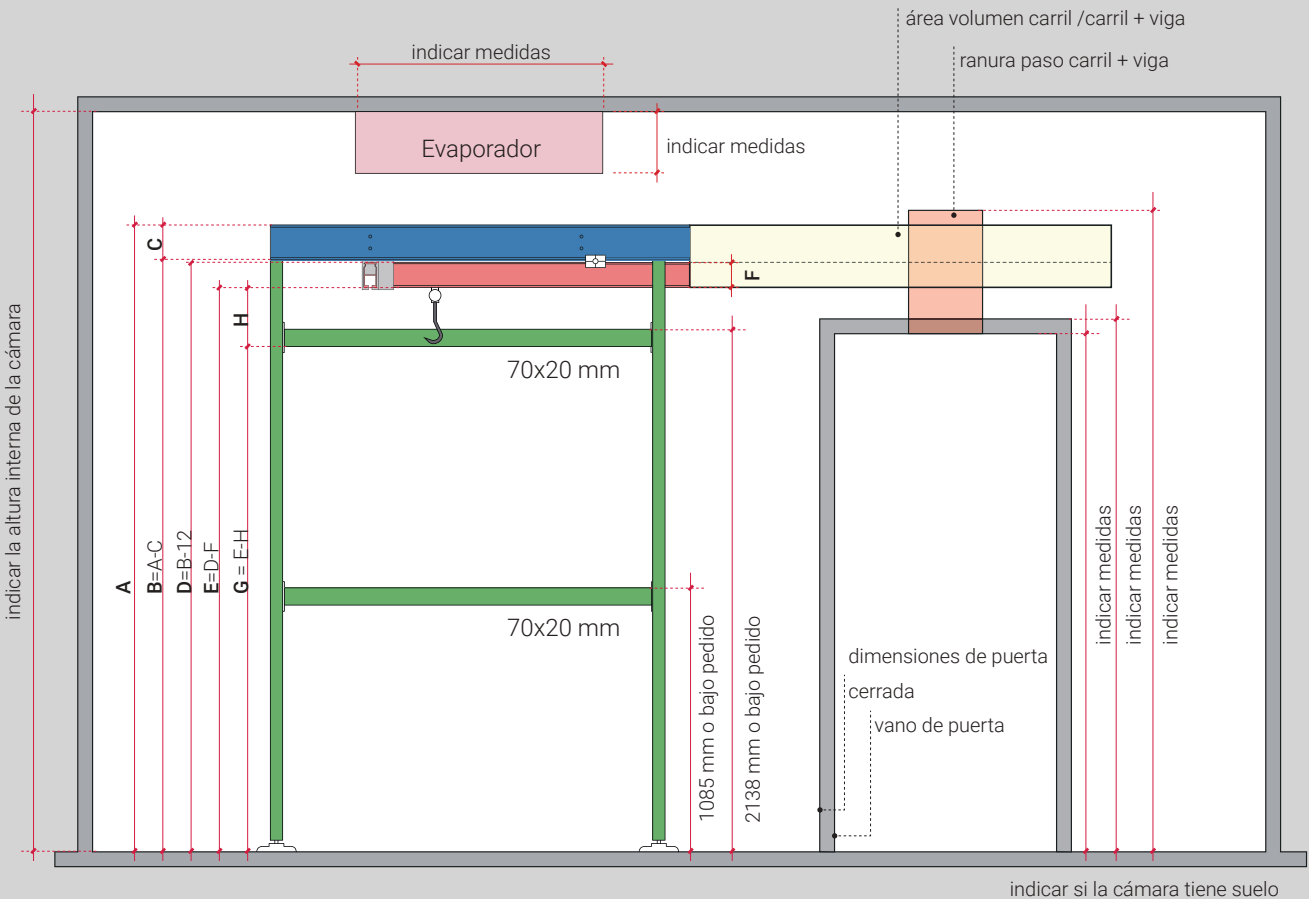 área volumen carril /carril + viga
ranura paso carril + viga
indicar medidas
Evaporador
indicar medidas
indicar la altura interna de la cámara
C
F
H
70x20 mm
A
B=A-C
D=B-12
E=D-F
G = E-H
70x20 mm
1085 mm o bajo pedido
2138 mm o bajo pedido
dimensiones de puerta
cerrada
vano de puerta
indicar medidas
indicar medidas
indicar medidas
indicar si la cámara tiene suelo